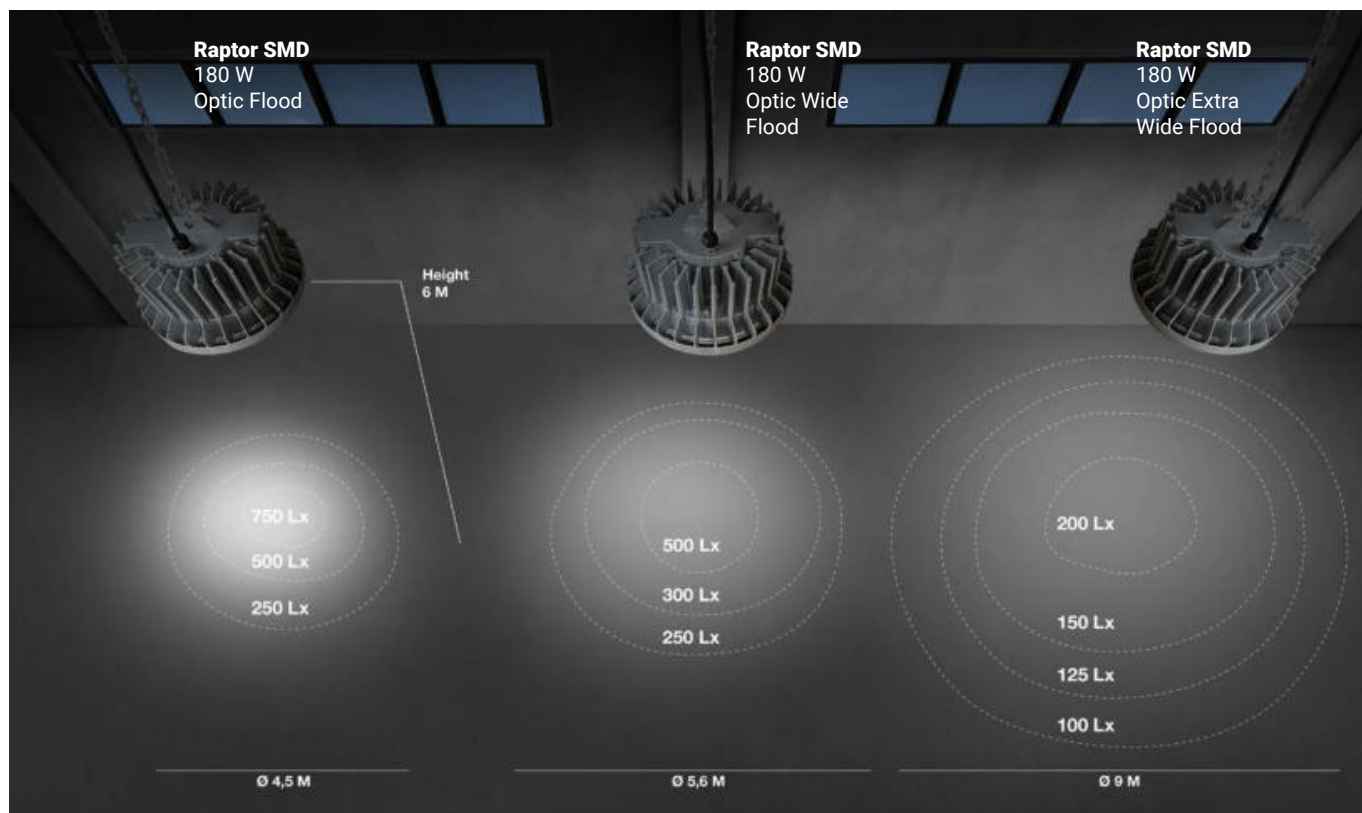 Raptor SMD
180 W
Optic Flood
Raptor SMD
180 W
Optic Wide
Flood
Raptor SMD
180 W
Optic Extra
Wide Flood
Height
6 M
750 Lx
500 Lx
250 Lx
500 Lx
300 Lx
250 Lx
200 Lx
150 Lx
125 Lx
100 Lx
Ø 4,5 M
Ø 5,6 M
Ø 9 M